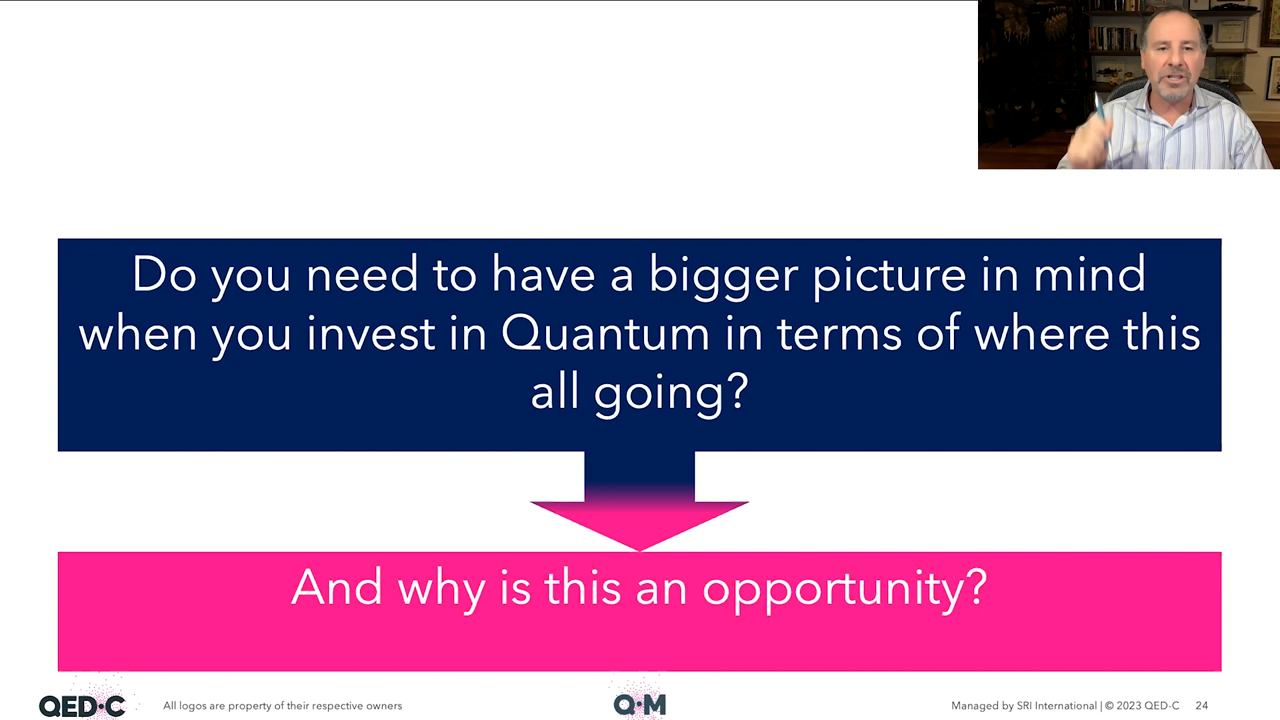 Do you need to have a bigger picture in mind
when you invest in Quantum in terms of where this
all going?
And why is this an opportunity?
QED·C
All logos are property of their respective owners
Q·M
Managed by SRI International | © 2023 QED-C
24